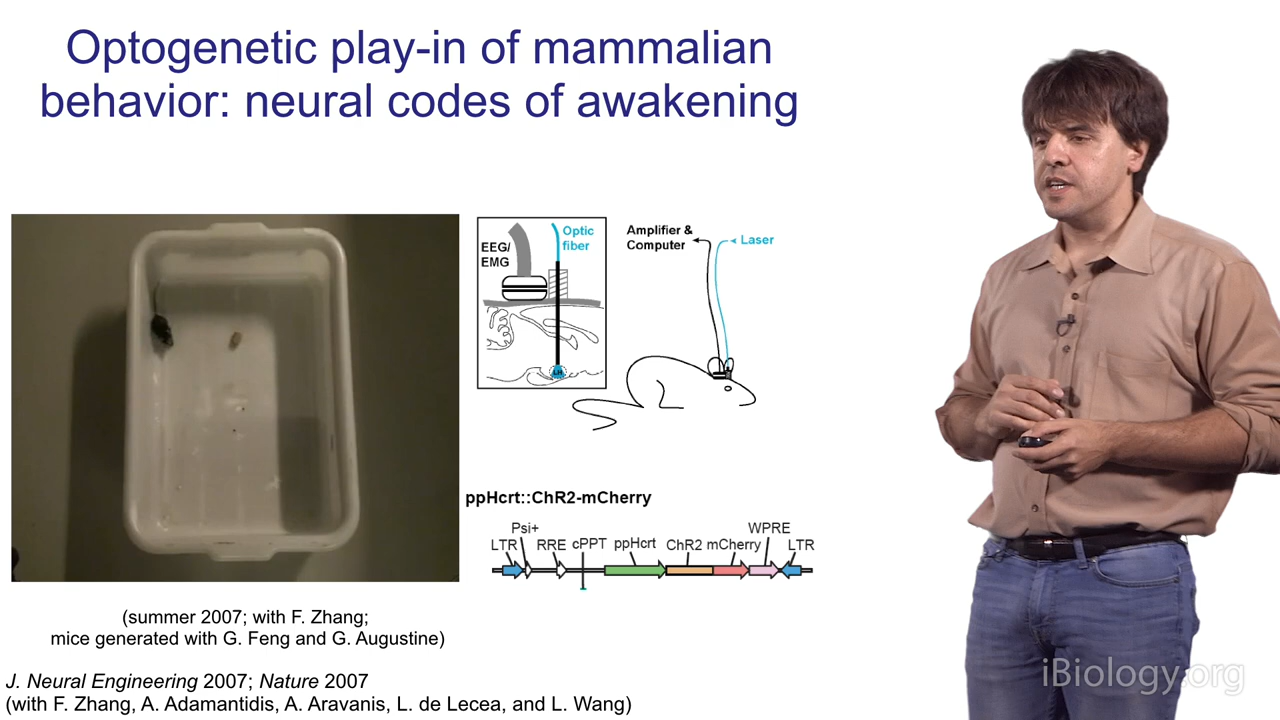 Optogenetic play-in of mammalian
behavior: neural codes of awakening
EEG/
EMG
Optic
fiber
LH
Amplifier &
Computer
Laser
ppHcrt::ChR2-mCherry
Psi+
WPRE
LTR
RRE
cPPT
ppHcrt
ChR2
mCherry
LTR
(summer 2007; with F. Zhang;
mice generated with G. Feng and G. Augustine)
J. Neural Engineering 2007; Nature 2007
(with F. Zhang, A. Adamantidis, A. Aravanis, L. de Lecea, and L. Wang)
iBiology.org